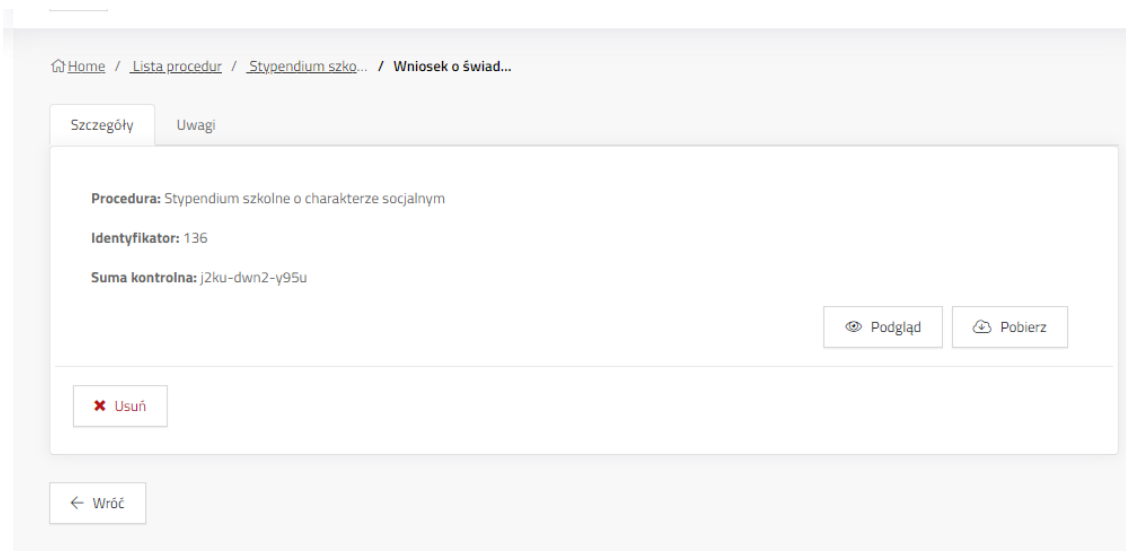 Home / Lista procedur / Stypendium szko... / Wniosek o świad...
Szczegóły Uwagi
Procedura: Stypendium szkolne o charakterze socjalnym
Identyfikator: 136
Suma kontrolna: j2ku-dwn2-y95u
Podgląd Pobierz
Usuń
Wróć